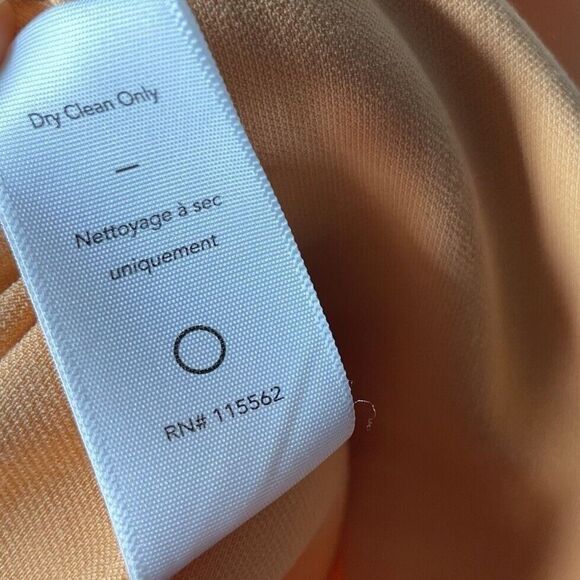 Dry Clean Only
—
Nettoyage à sec
uniquement
RN# 115562